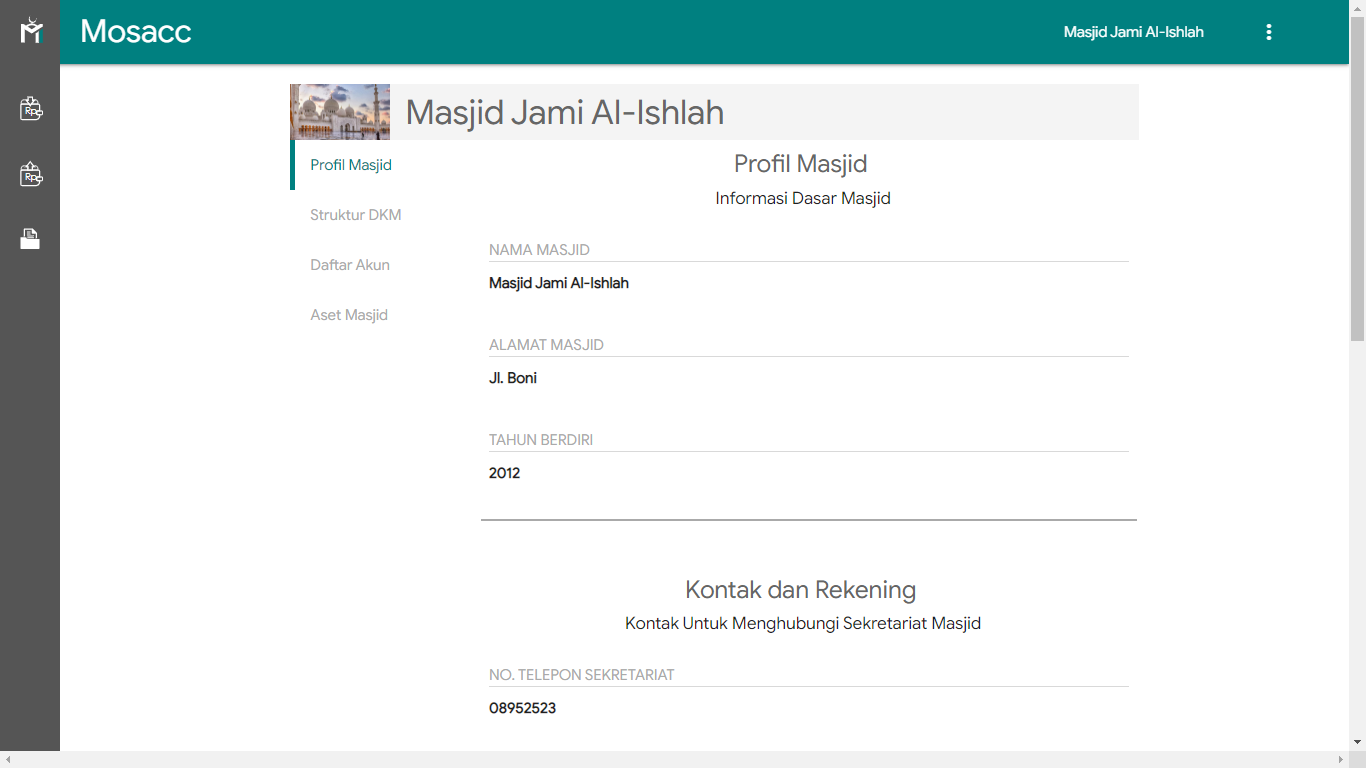 Mosacc
Masjid Jami Al-Ishlah
Masjid Jami Al-Ishlah
Profil Masjid
Struktur DKM
Daftar Akun
Aset Masjid
Profil Masjid
Informasi Dasar Masjid
NAMA MASJID
Masjid Jami Al-Ishlah
ALAMAT MASJID
Jl. Boni
TAHUN BERDIRI
2012
Kontak dan Rekening
Kontak Untuk Menghubungi Sekretariat Masjid
NO. TELEPON SEKRETARIAT
08952523
Rp
Rp